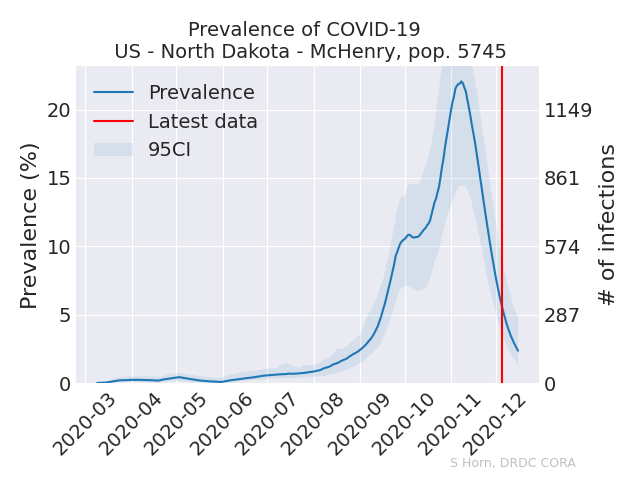 Prevalence of COVID-19
US - North Dakota - McHenry, pop. 5745
Prevalence
Latest data
95CI
Prevalence (%)
20
15
10
5
0
1149
861
574
287
0
# of infections
2020-03
2020-04
2020-05
2020-06
2020-07
2020-08
2020-09
2020-10
2020-11
2020-12
S Horn, DRDC CORA